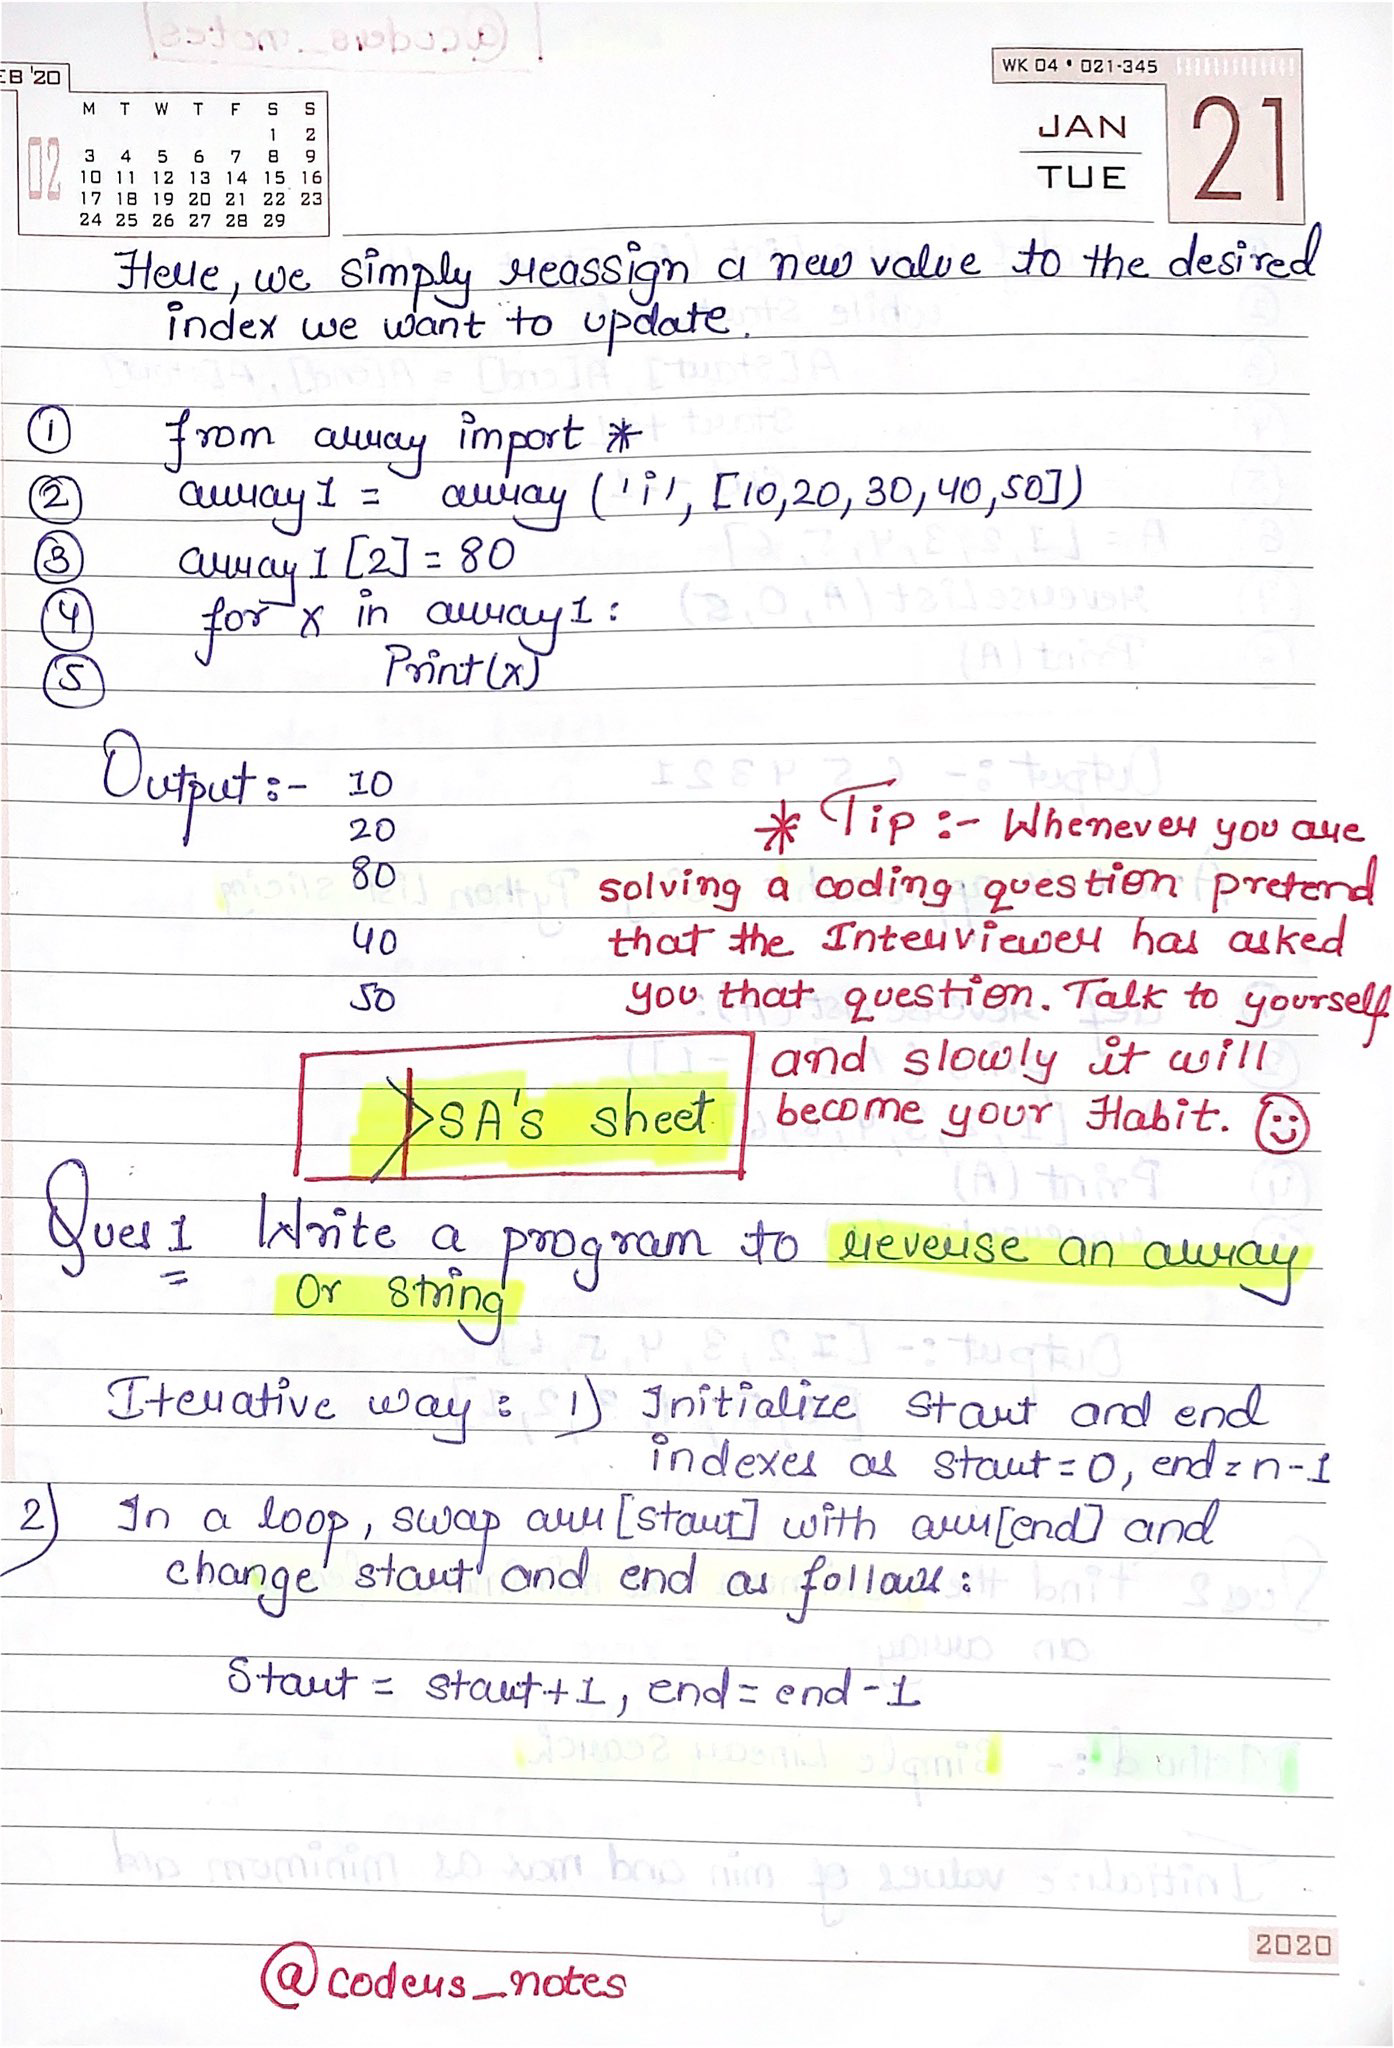 EB '20
M T W T F S S
1 2
02
3 4 5 6 7 8 9
10 11 12 13 14 15 16
17 18 19 20 21 22 23
24 25 26 27 28 29
WK 04 • 021-345
JAN
TUE
21
Here, we simply reassign a new value to the desired
index we want to update.
① from array import *
② array1 = array ('i', [10,20,30,40,50])
③ array1[2] = 80
④ for x in array1:
⑤ Print(x)
Output:- 10
20
80
40
50
* Tip :- Whenever you are
solving a coding question pretend
that the Interviewer has asked
you that question. Talk to yourself
and slowly it will
become your Habit.
SA's sheet
Ques 1 Write a program to reverse an array
or string
Iterative way: 1) Initialize start and end
indexes as start = 0, end = n-1
2) In a loop, swap arr[start] with arr[end] and
change start and end as follows:
Start = start+1, end = end-1
2020
@coders_notes